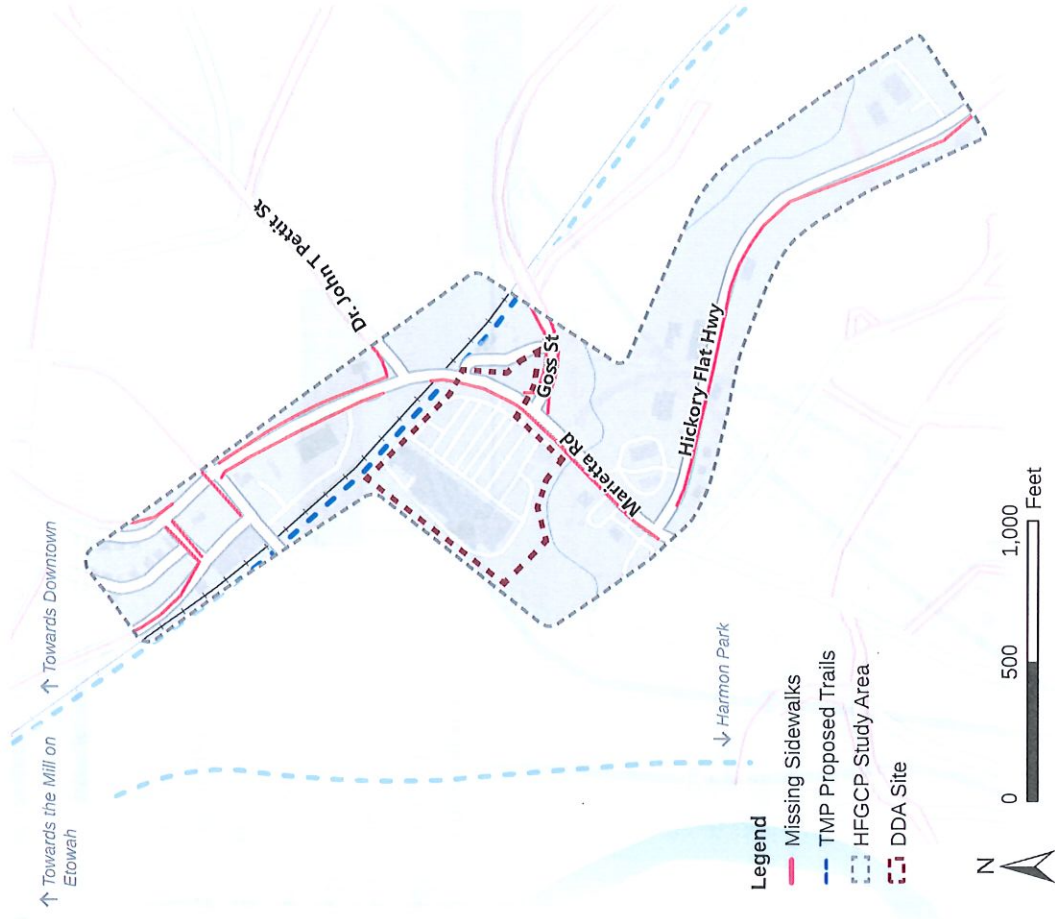 ↑ Towards the Mill on
Etowah
↑ Towards Downtown
Dr. John T Pettit St
Goss St
Marietta Rd
Hickory Flat Hwy
↓ Harmon Park
Legend
Missing Sidewalks
TMP Proposed Trails
HFGCP Study Area
DDA Site
N
0 500 1,000
Feet